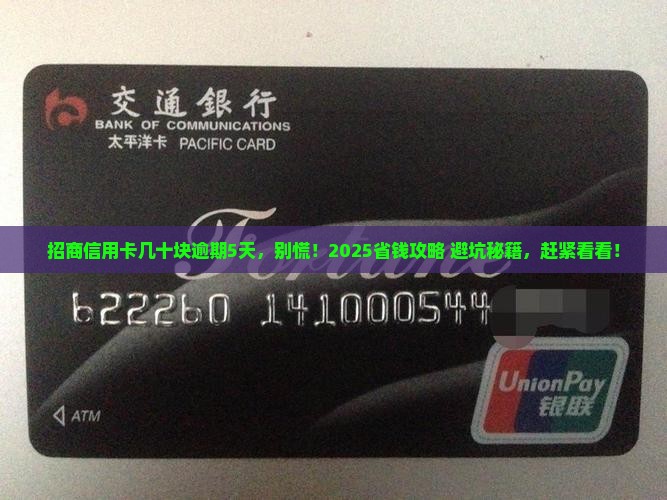 交通銀行
BANK OF COMMUNICATIONS
太平洋卡 PACIFIC CARD
Fortune
招商信用卡几十块逾期5天，别慌！2025省钱攻略 避坑秘籍，赶紧看看！
622260 141000544
UnionPay
银联
ATM